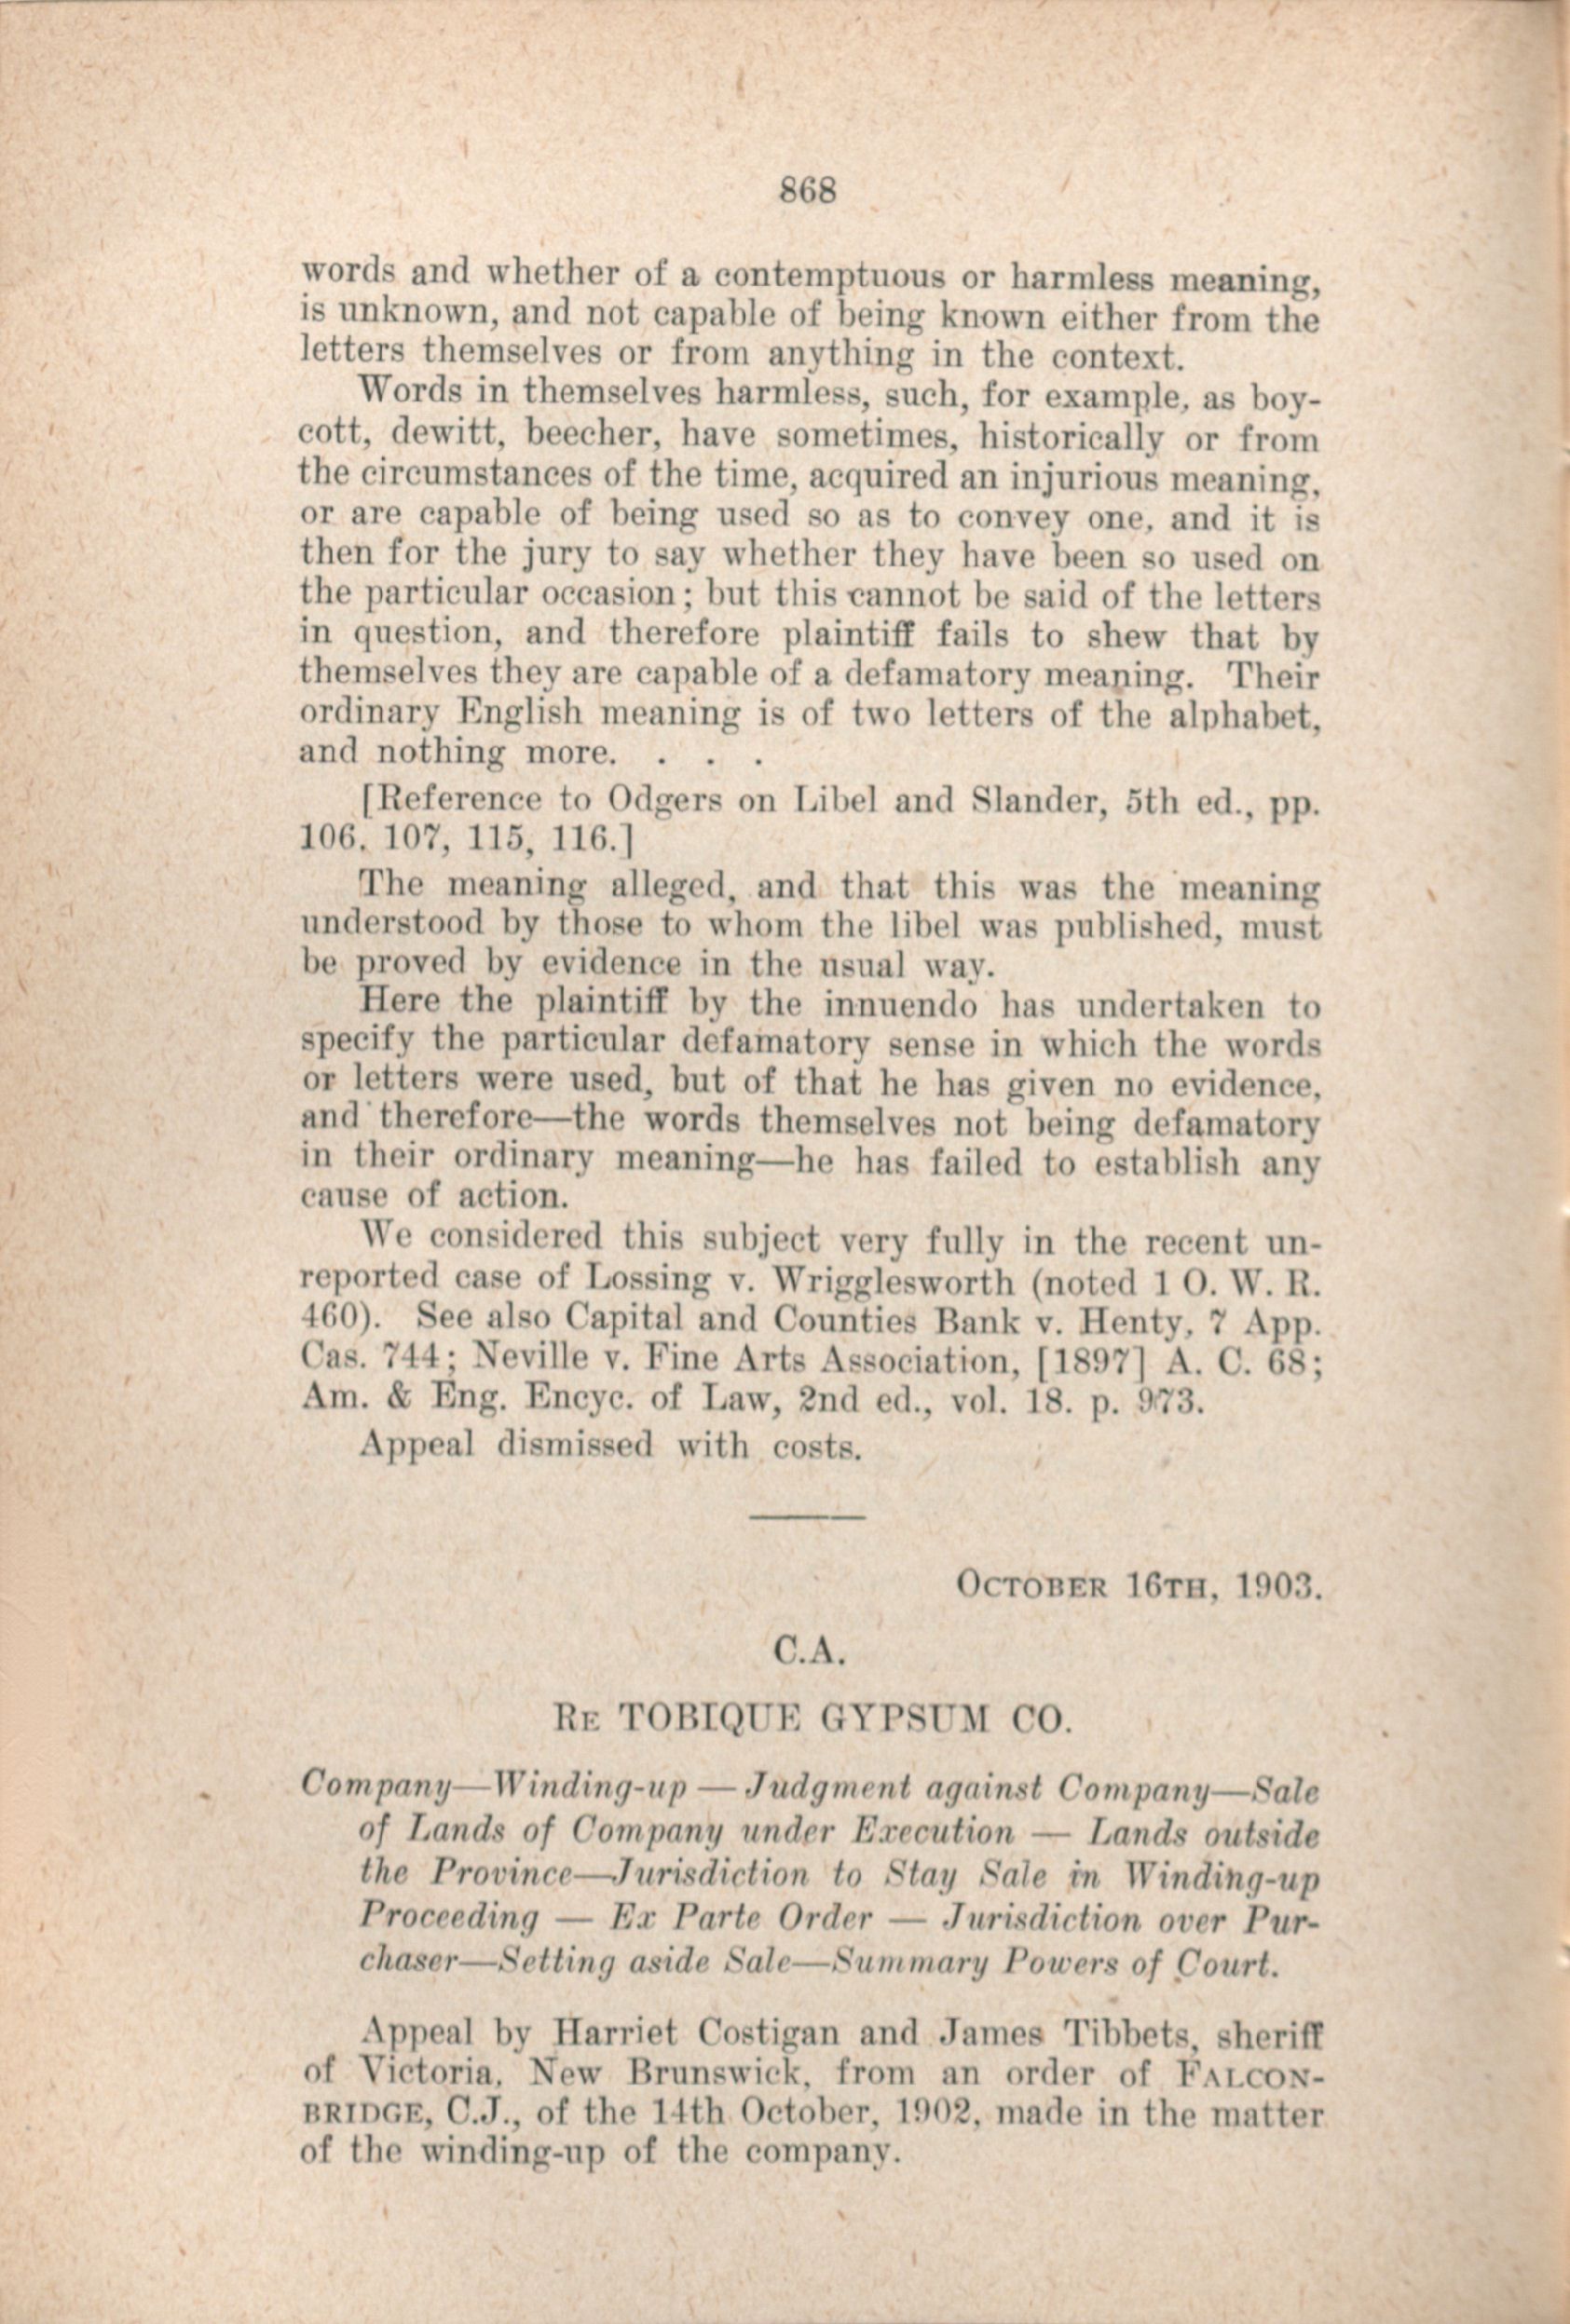 868
words and whether of a contemptuous or harmless meaning,
is unknown, and not capable of being known either from the
letters themselves or from anything in the context.
Words in themselves harmless, such, for example, as boy-
cott, dewitt, beecher, have sometimes, historically or from
the circumstances of the time, acquired an injurious meaning,
or are capable of being used so as to convey one, and it is
then for the jury to say whether they have been so used on
the particular occasion; but this cannot be said of the letters
in question, and therefore plaintiff fails to shew that by
themselves they are capable of a defamatory meaning. Their
ordinary English meaning is of two letters of the alphabet,
and nothing more. . . .
[Reference to Odgers on Libel and Slander, 5th ed., pp.
106, 107, 115, 116.]
The meaning alleged, and that this was the meaning
understood by those to whom the libel was published, must
be proved by evidence in the usual way.
Here the plaintiff by the innuendo has undertaken to
specify the particular defamatory sense in which the words
or letters were used, but of that he has given no evidence,
and therefore—the words themselves not being defamatory
in their ordinary meaning—he has failed to establish any
cause of action.
We considered this subject very fully in the recent un-
reported case of Lossing v. Wrigglesworth (noted 1 O. W. R.
460). See also Capital and Counties Bank v. Henty, 7 App.
Cas. 744; Neville v. Fine Arts Association, [1897] A. C. 68;
Am. & Eng. Encyc. of Law, 2nd ed., vol. 18. p. 973.
Appeal dismissed with costs.
OCTOBER 16TH, 1903.
C.A.
RE TOBIQUE GYPSUM CO.
Company—Winding-up — Judgment against Company—Sale
of Lands of Company under Execution — Lands outside
the Province—Jurisdiction to Stay Sale in Winding-up
Proceeding — Ex Parte Order — Jurisdiction over Pur-
chaser—Setting aside Sale—Summary Powers of Court.
Appeal by Harriet Costigan and James Tibbets, sheriff
of Victoria, New Brunswick, from an order of FALCON-
BRIDGE, C.J., of the 14th October, 1902, made in the matter
of the winding-up of the company.